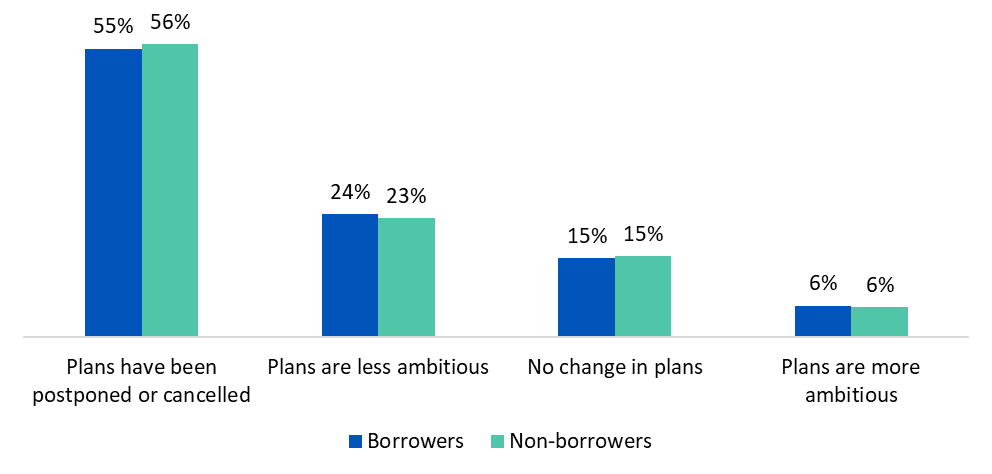 55%
56%
24%
23%
15%
15%
6%
6%
Plans have been
postponed or cancelled
Plans are less ambitious
No change in plans
Plans are more
ambitious
Borrowers
Non-borrowers